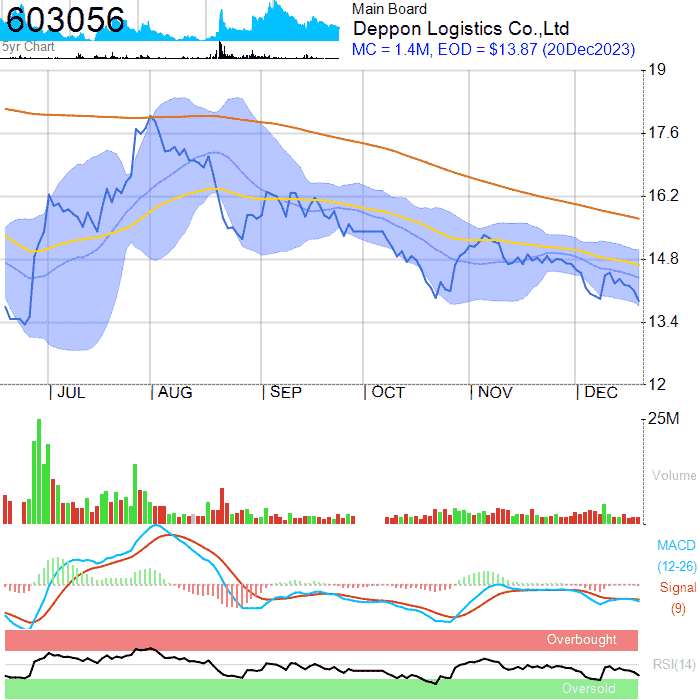 603056
5yr Chart
Main Board
Deppon Logistics Co.,Ltd
MC = 1.4M, EOD = $13.87 (20Dec2023)
19
17.6
16.2
14.8
13.4
12
JUL
AUG
SEP
OCT
NOV
DEC
25M
Volume
MACD
(12-26)
Signal
(9)
Overbought
RSI(14)
Oversold